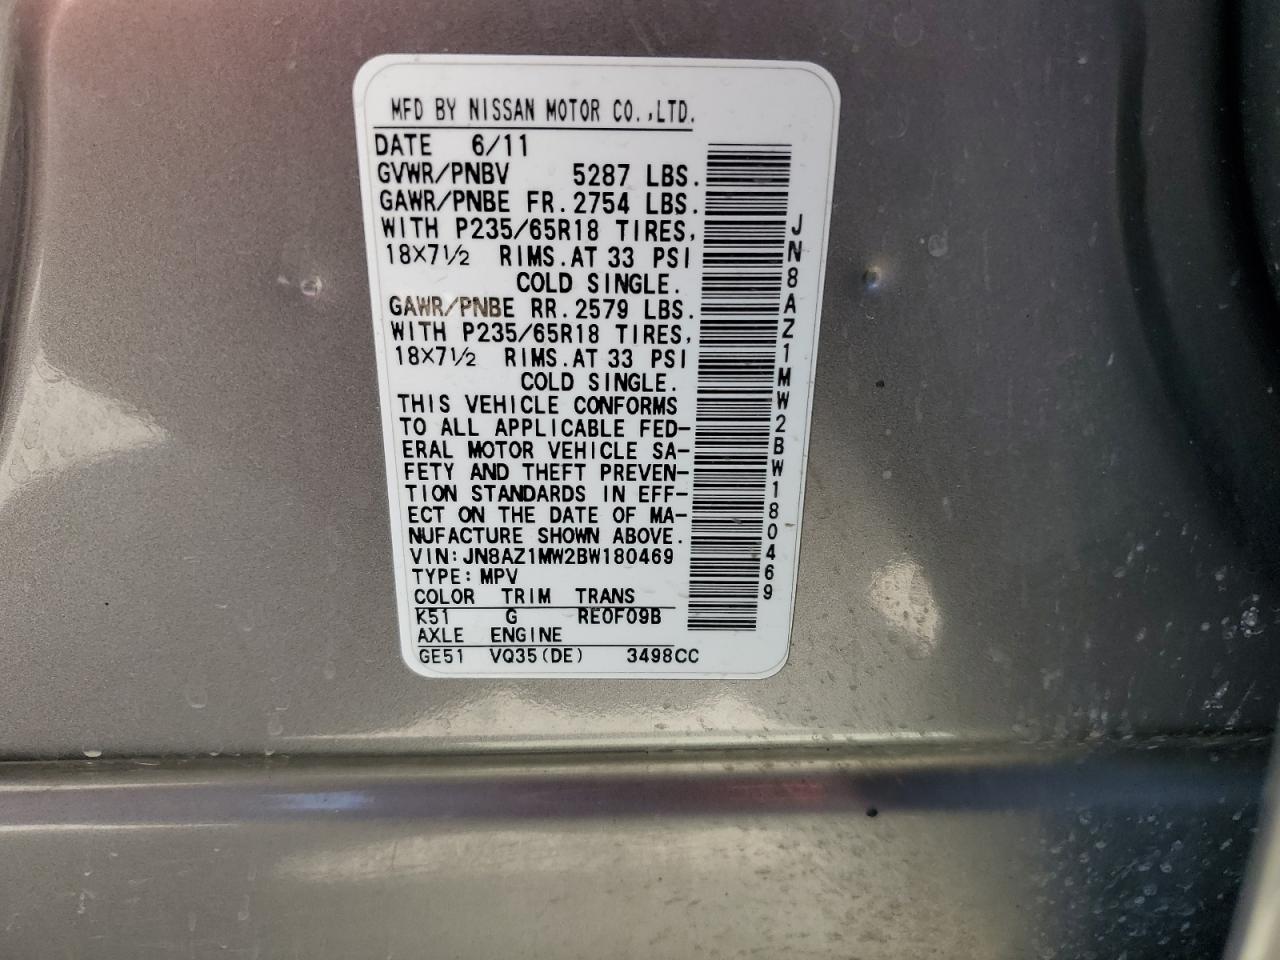 MFD BY NISSAN MOTOR CO.,LTD.
DATE 6/11
GVWR/PNBV 5287 LBS.
GAWR/PNBE FR.2754 LBS.
WITH P235/65R18 TIRES,
18×7½ RIMS.AT 33 PSI
COLD SINGLE.
GAWR/PNBE RR.2579 LBS.
WITH P235/65R18 TIRES,
18×7½ RIMS.AT 33 PSI
COLD SINGLE.
THIS VEHICLE CONFORMS
TO ALL APPLICABLE FED-
ERAL MOTOR VEHICLE SA-
FETY AND THEFT PREVEN-
TION STANDARDS IN EFF-
ECT ON THE DATE OF MA-
NUFACTURE SHOWN ABOVE.
VIN:JN8AZ1MW2BW180469
TYPE:MPV
COLOR TRIM TRANS
K51 G RE0F09B
AXLE ENGINE
GE51 VQ35(DE) 3498CC
JN8AZ1MW2BW180469